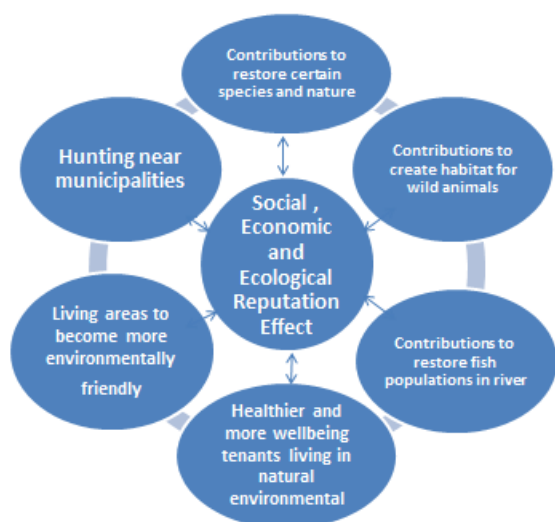 Contributions to
restore certain
species and nature
Hunting near
municipalities
Contributions to
create habitat for
wild animals
Social ,
Economic
and
Ecological
Reputation
Effect
Living areas to
become more
environmentally
friendly
Contributions to
restore fish
populations in river
Healthier and
more wellbeing
tenants living in
natural
environmental